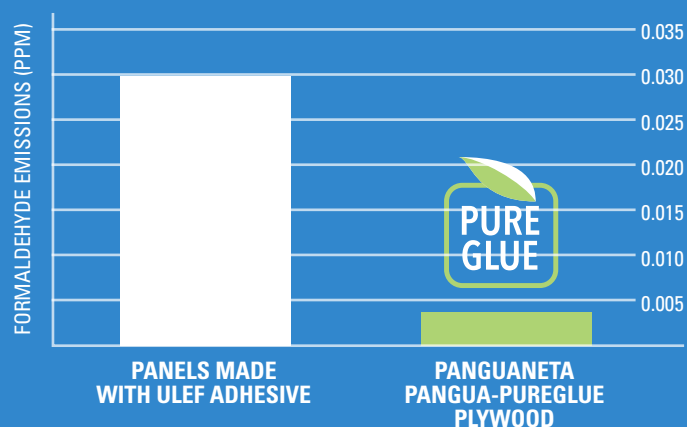 FORMALDEHYDE EMISSIONS (PPM)
0.035
0.030
0.025
0.020
0.015
0.010
0.005
PURE
GLUE
PANELS MADE
WITH ULEF ADHESIVE
PANGUANETA
PANGUA-PUREGLUE
PLYWOOD